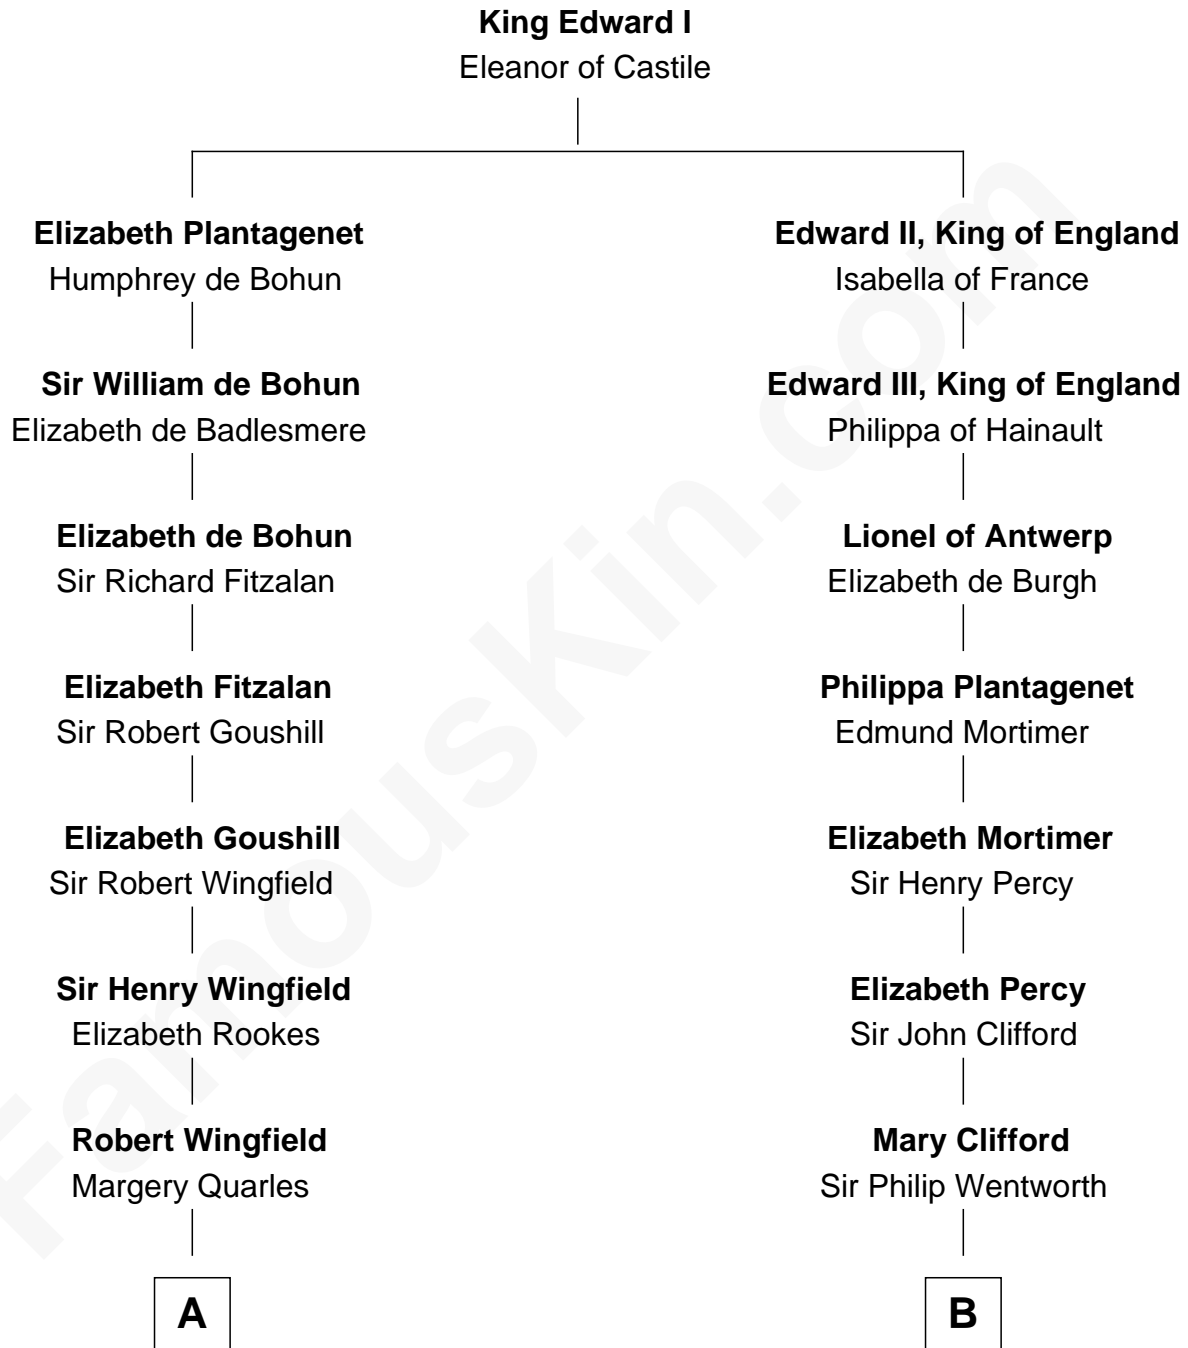 King Edward I
Eleanor of Castile
Elizabeth Plantagenet
Humphrey de Bohun
Edward II, King of England
Isabella of France
Sir William de Bohun
Elizabeth de Badlesmere
Edward III, King of England
Philippa of Hainault
Elizabeth de Bohun
Sir Richard Fitzalan
Lionel of Antwerp
Elizabeth de Burgh
Elizabeth Fitzalan
Sir Robert Goushill
Philippa Plantagenet
Edmund Mortimer
Elizabeth Goushill
Sir Robert Wingfield
Elizabeth Mortimer
Sir Henry Percy
Sir Henry Wingfield
Elizabeth Rookes
Elizabeth Percy
Sir John Clifford
Robert Wingfield
Margery Quarles
Mary Clifford
Sir Philip Wentworth
A
B
FamousKin.com